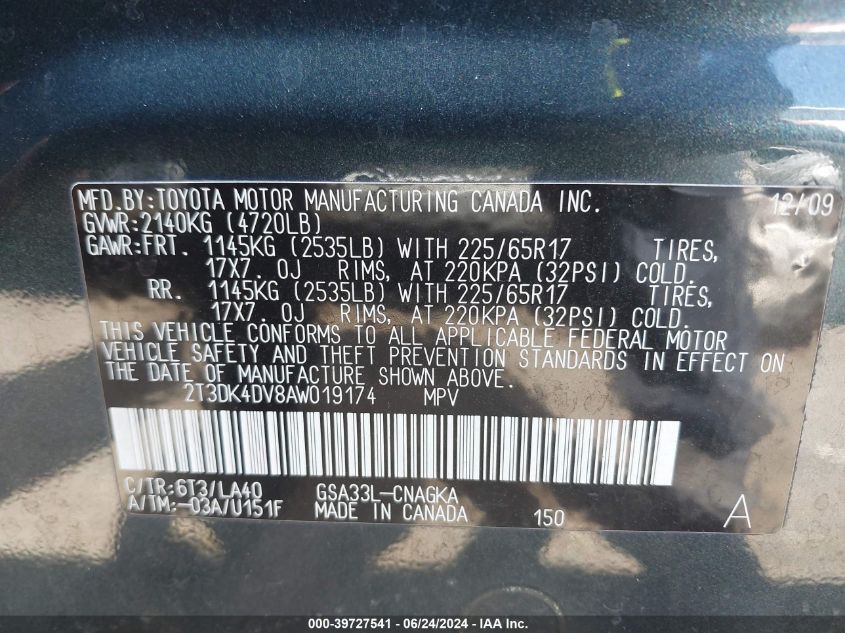 MFD.BY:TOYOTA MOTOR MANUFACTURING CANADA INC. 12/09
GVWR:2140KG (4720LB)
GAWR:FRT. 1145KG (2535LB) WITH 225/65R17 TIRES,
17X7. 0J RIMS, AT 220KPA (32PSI) COLD.
RR. 1145KG (2535LB) WITH 225/65R17 TIRES,
17X7. 0J RIMS, AT 220KPA (32PSI) COLD.
THIS VEHICLE CONFORMS TO ALL APPLICABLE FEDERAL MOTOR
VEHICLE SAFETY AND THEFT PREVENTION STANDARDS IN EFFECT ON
THE DATE OF MANUFACTURE SHOWN ABOVE.
2T3DK4DV8AW019174 MPV
C/TR:6T3/LA40 GSA33L-CNAGKA
A/TM:-03A/U151F MADE IN CANADA 150 A
000-39727541 - 06/24/2024 - IAA Inc.